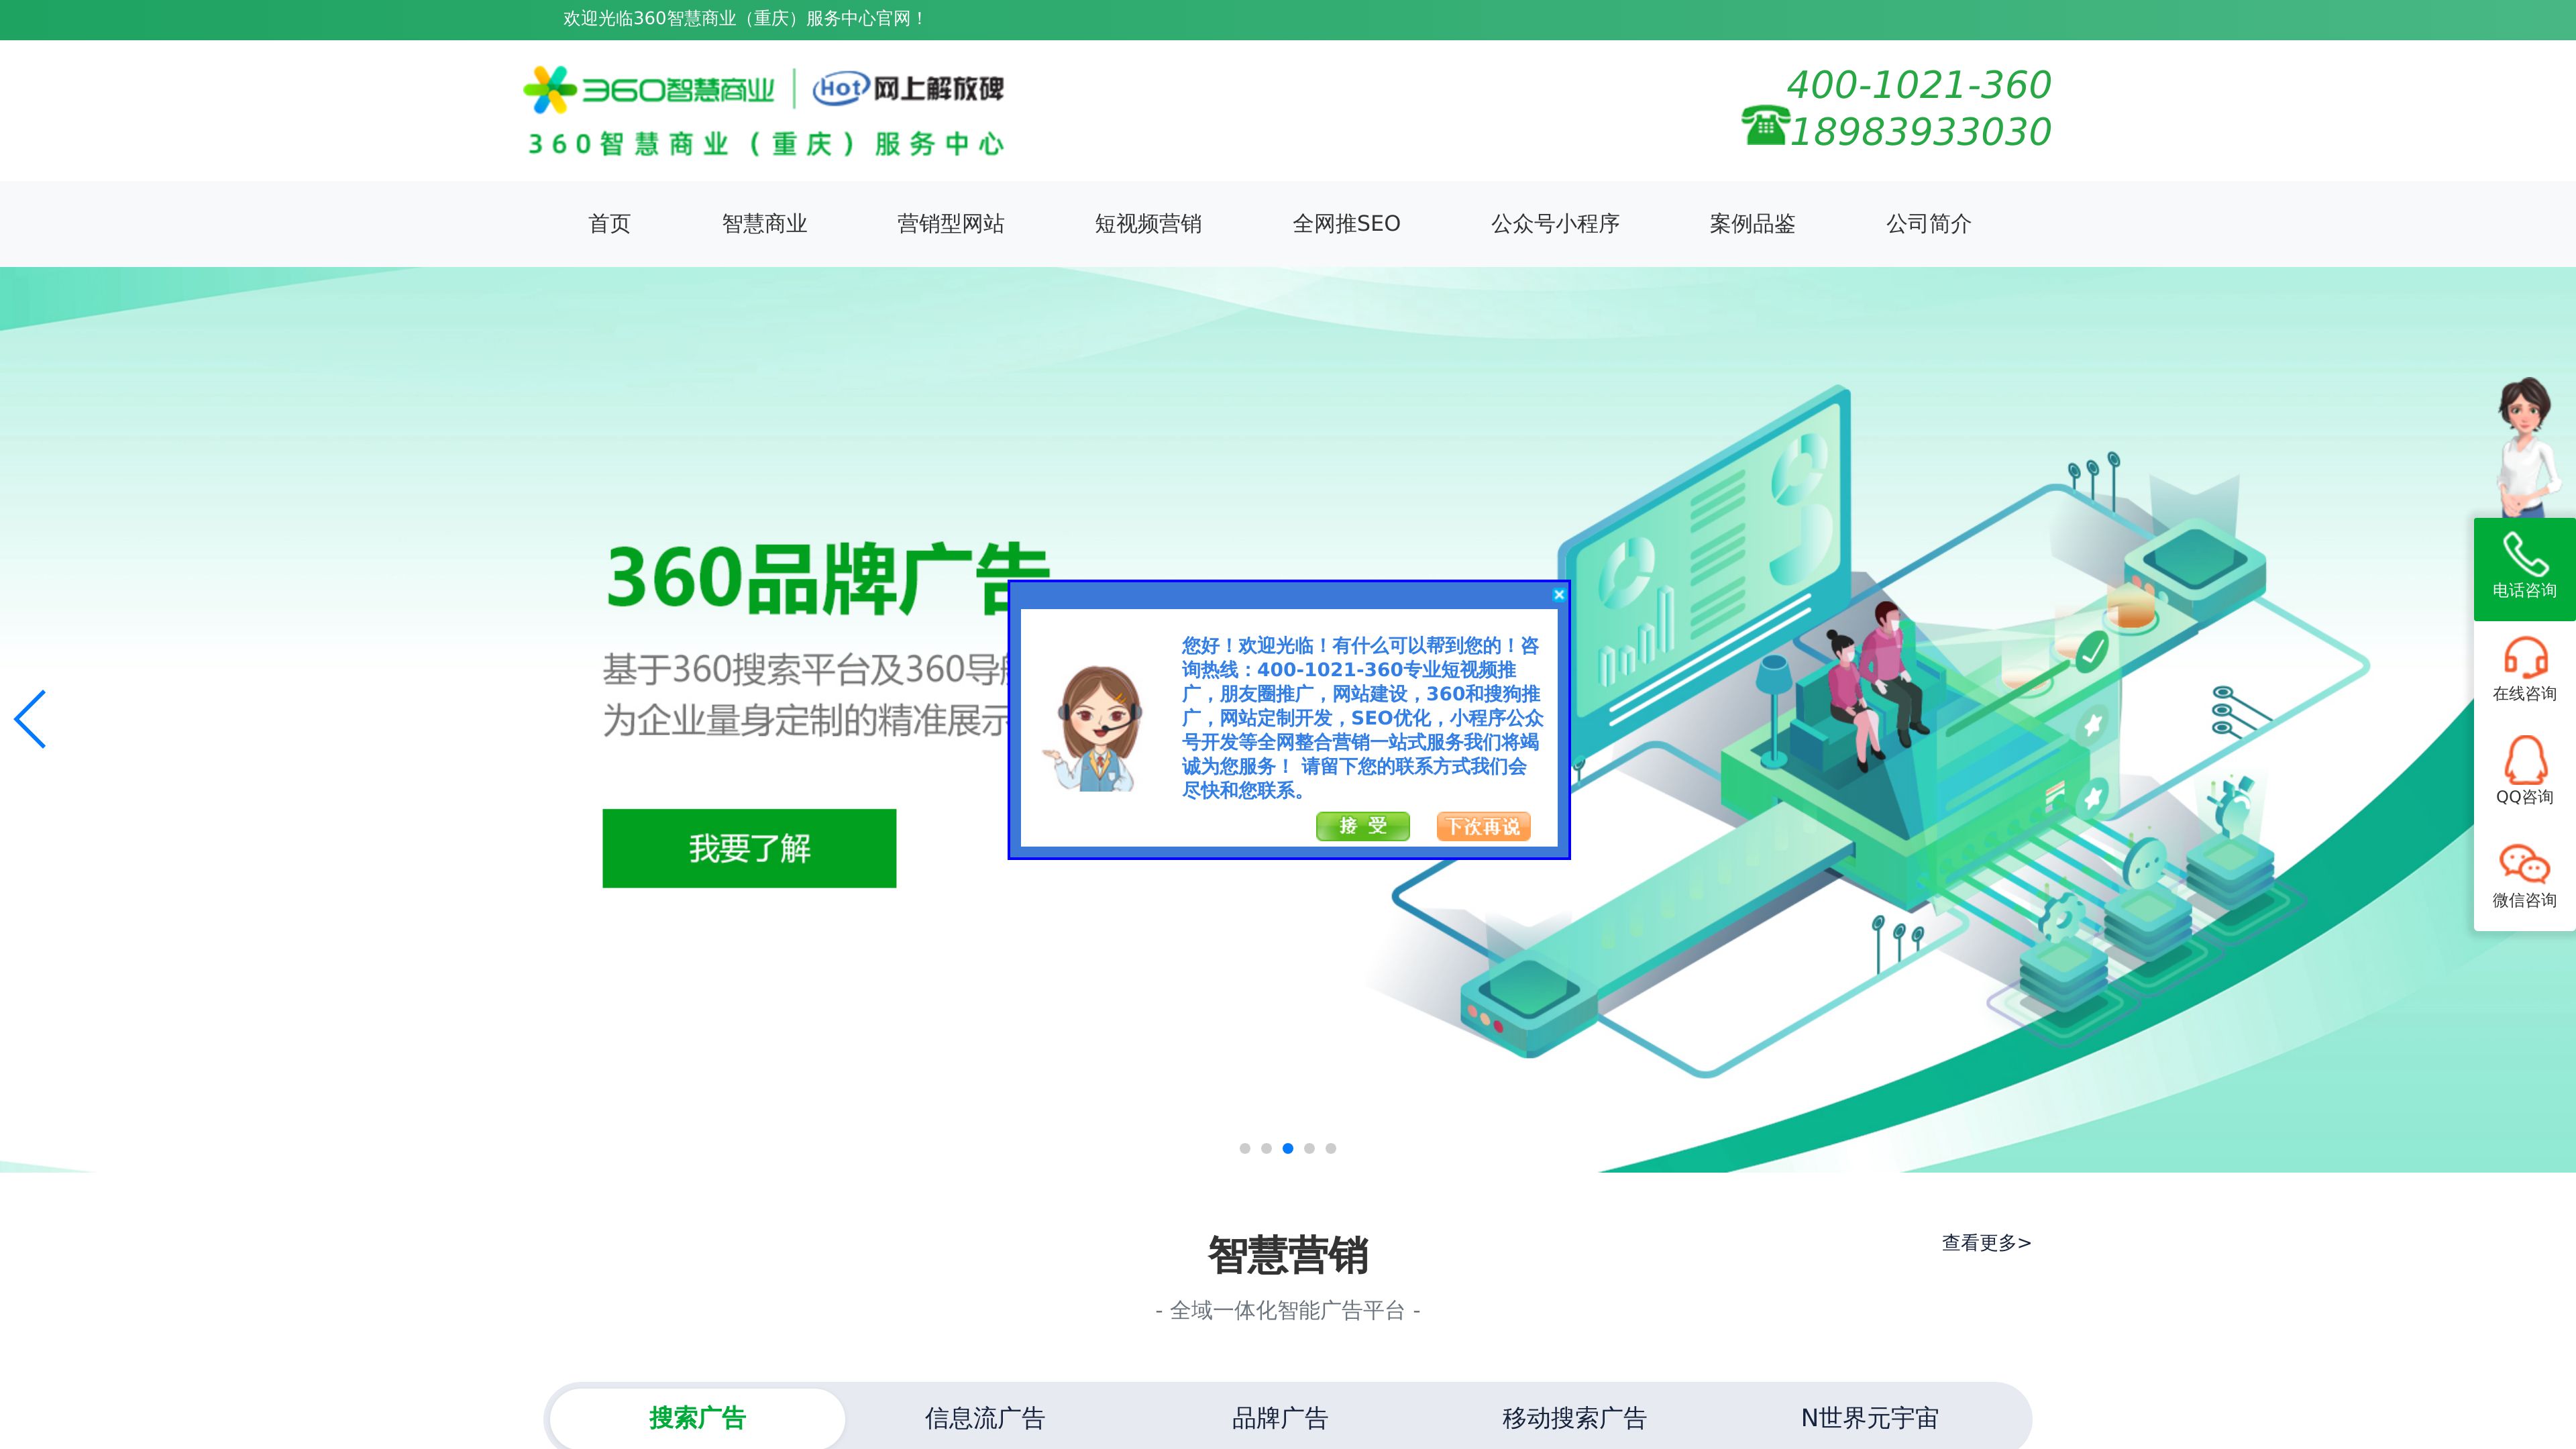 欢迎光临360智慧商业（重庆）服务中心官网！
360智慧商业 Hot 网上解放碑
360智慧商业（重庆）服务中心
400-1021-360
18983933030
首页 智慧商业 营销型网站 短视频营销 全网推SEO 公众号小程序 案例品鉴 公司简介
360品牌广告
基于360搜索平台及360导
为企业量身定制的精准展示
我要了解
您好！欢迎光临！有什么可以帮到您的！咨
询热线：400-1021-360专业短视频推
广，朋友圈推广，网站建设，360和搜狗推
广，网站定制开发，SEO优化，小程序公众
号开发等全网整合营销一站式服务我们将竭
诚为您服务！ 请留下您的联系方式我们会
尽快和您联系。
接 受 下次再说
电话咨询
在线咨询
QQ咨询
微信咨询
智慧营销
查看更多>
- 全域一体化智能广告平台 -
搜索广告 信息流广告 品牌广告 移动搜索广告 N世界元宇宙